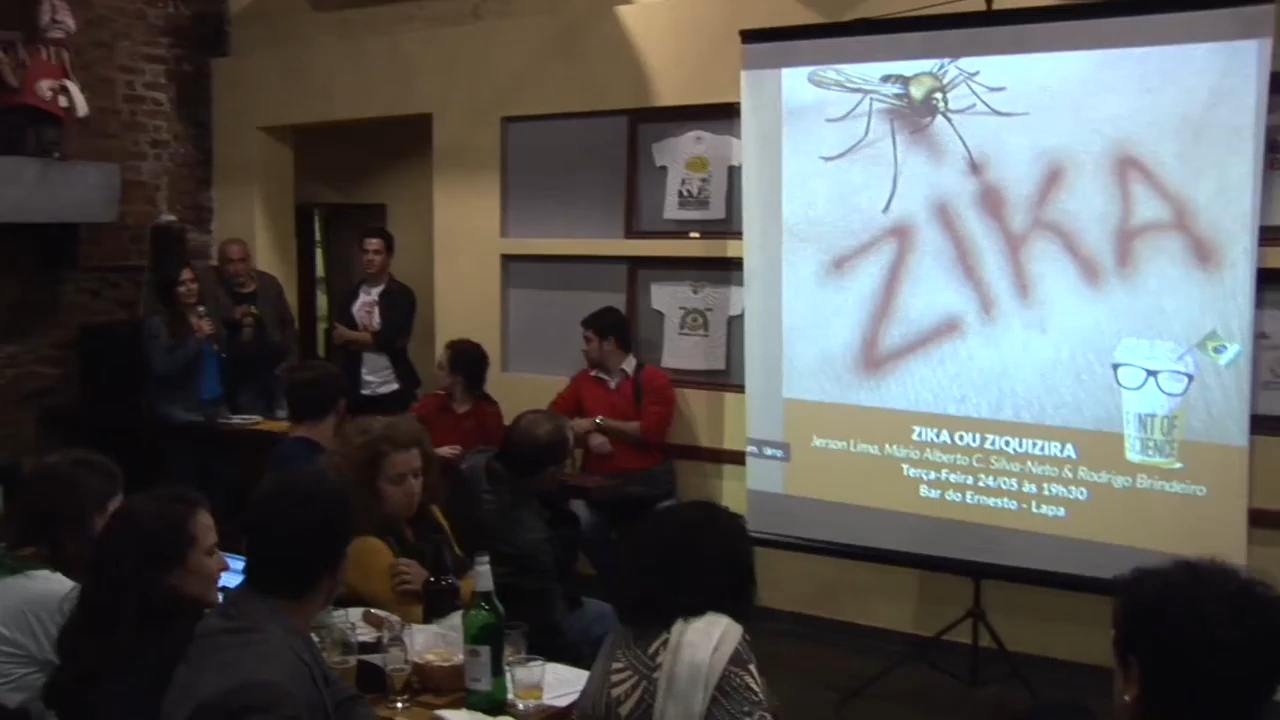 ZIKA
PINT OF
SCIENCE
ZIKA OU ZIQUIZIRA
Jerson Lima, Mário Alberto C. Silva-Neto & Rodrigo Brindeiro
Terça-Feira 24/05 às 19h30
Bar do Ernesto - Lapa